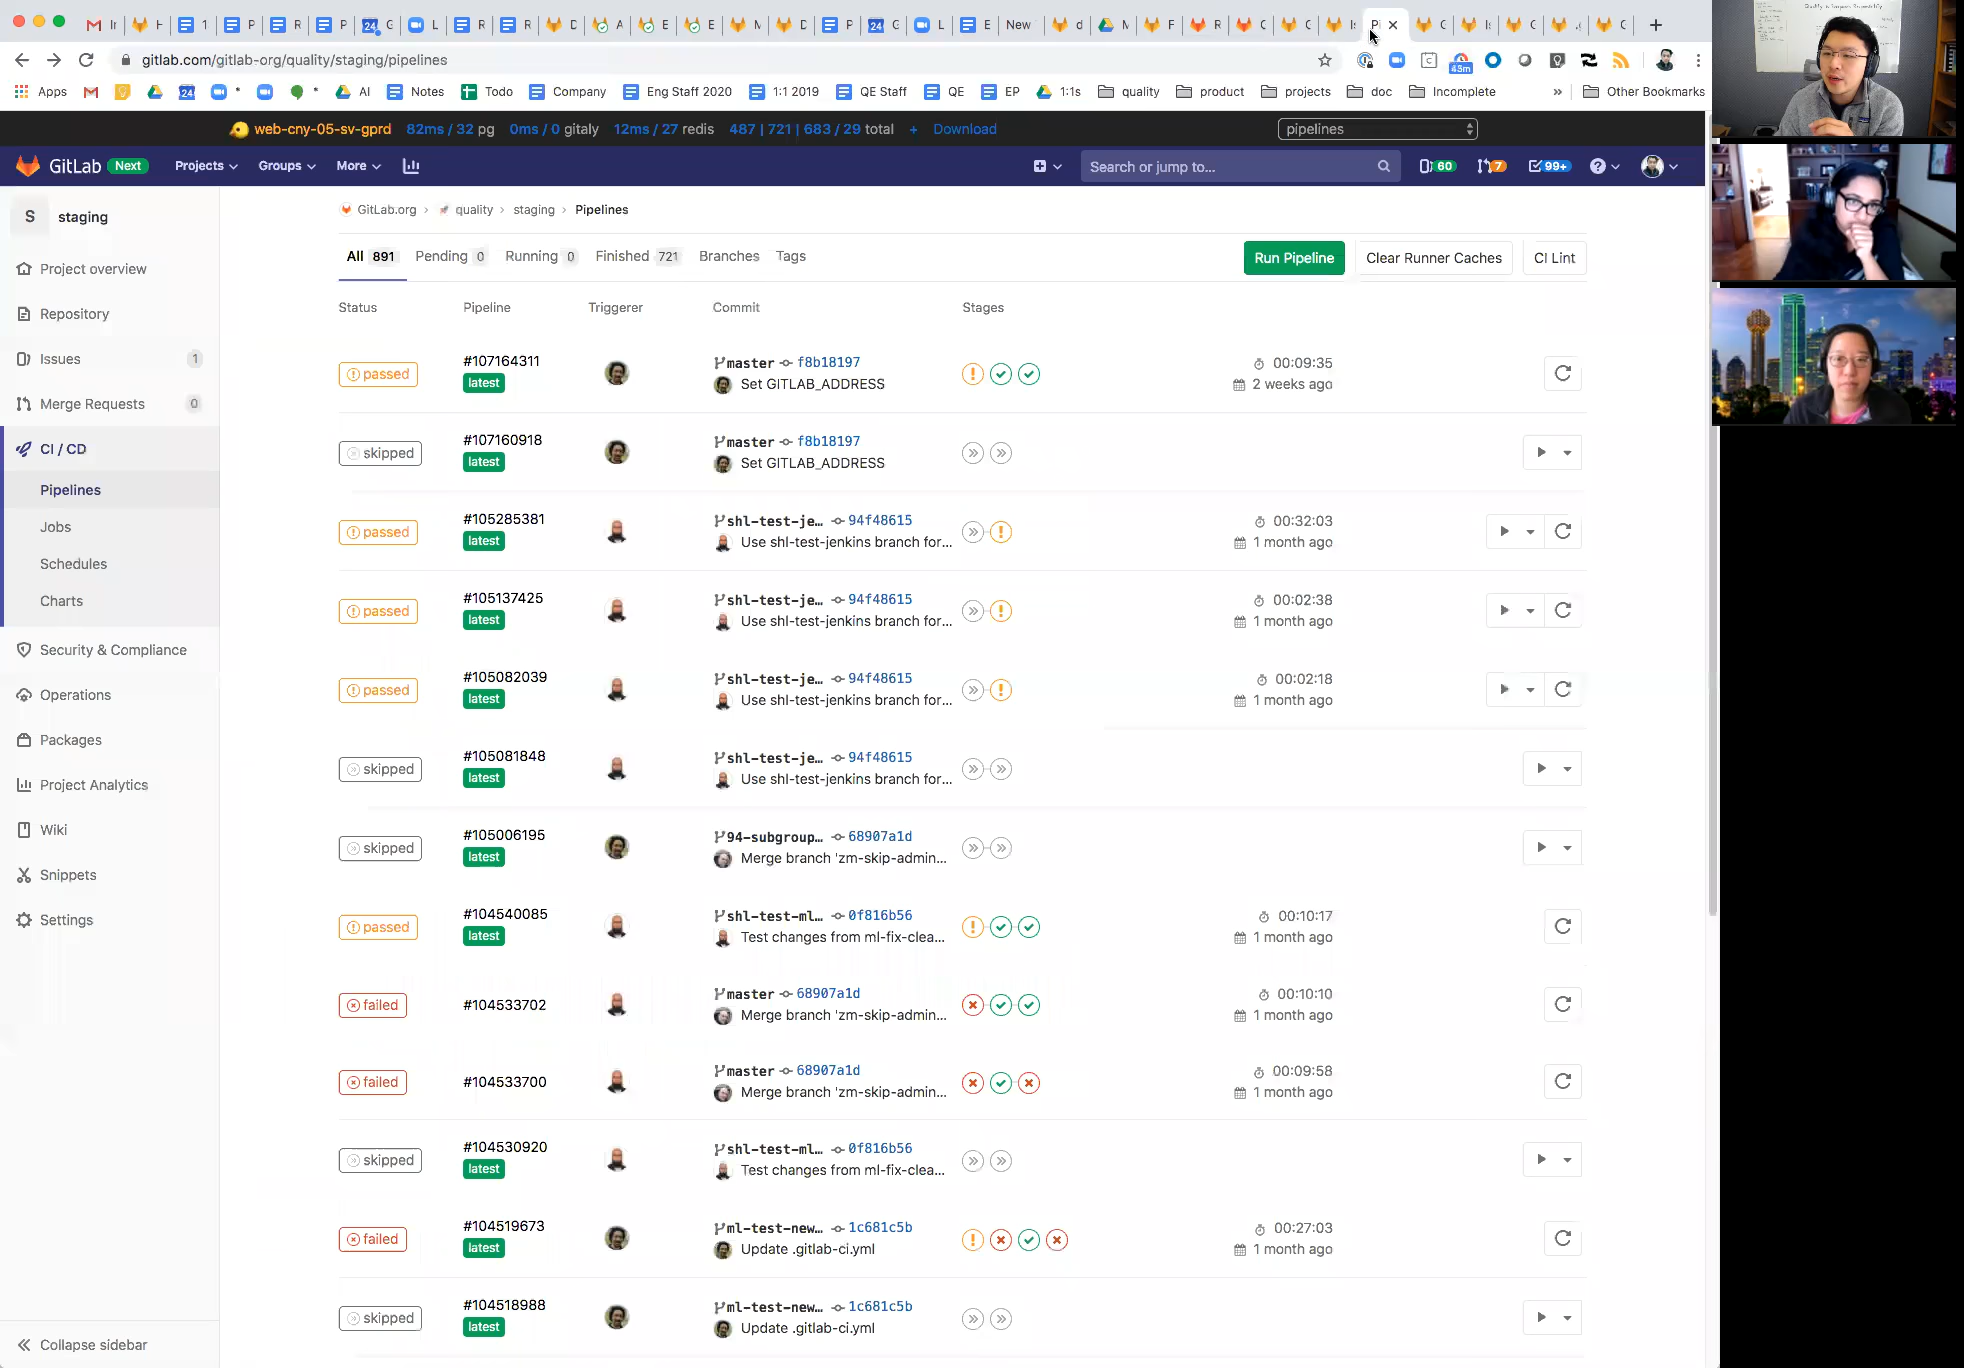 gitlab.com/gitlab-org/quality/staging/pipelines
45m
Apps 24 * * AI Notes Todo Company Eng Staff 2020 1:1 2019 QE Staff QE EP 1:1s quality product projects doc Incomplete » Other Bookmarks
web-cny-05-sv-gprd 82ms / 32 pg 0ms / 0 gitaly 12ms / 27 redis 487 | 721 | 683 / 29 total + Download pipelines
GitLab Next Projects Groups More Search or jump to... 60 7 99+
S staging
Project overview
Repository
Issues 1
Merge Requests 0
CI / CD
Pipelines
Jobs
Schedules
Charts
Security & Compliance
Operations
Packages
Project Analytics
Wiki
Snippets
Settings
Collapse sidebar
GitLab.org › quality › staging › Pipelines
All 891 Pending 0 Running 0 Finished 721 Branches Tags Run Pipeline Clear Runner Caches CI Lint
Status Pipeline Triggerer Commit Stages
passed #107164311 latest master f8b18197 00:09:35
Set GITLAB_ADDRESS 2 weeks ago
skipped #107160918 latest master f8b18197
Set GITLAB_ADDRESS
passed #105285381 latest shl-test-je... 94f48615 00:32:03
Use shl-test-jenkins branch for... 1 month ago
passed #105137425 latest shl-test-je... 94f48615 00:02:38
Use shl-test-jenkins branch for... 1 month ago
passed #105082039 latest shl-test-je... 94f48615 00:02:18
Use shl-test-jenkins branch for... 1 month ago
skipped #105081848 latest shl-test-je... 94f48615
Use shl-test-jenkins branch for...
skipped #105006195 latest 94-subgroup... 68907a1d
Merge branch 'zm-skip-admin...
passed #104540085 latest shl-test-ml... 0f816b56 00:10:17
Test changes from ml-fix-clea... 1 month ago
failed #104533702 master 68907a1d 00:10:10
Merge branch 'zm-skip-admin... 1 month ago
failed #104533700 master 68907a1d 00:09:58
Merge branch 'zm-skip-admin... 1 month ago
skipped #104530920 latest shl-test-ml... 0f816b56
Test changes from ml-fix-clea...
failed #104519673 latest ml-test-new... 1c681c5b 00:27:03
Update .gitlab-ci.yml 1 month ago
skipped #104518988 latest ml-test-new... 1c681c5b
Update .gitlab-ci.yml